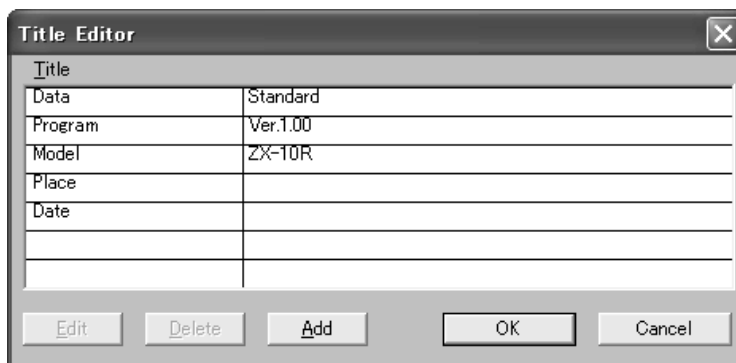 Title Editor
Title
Data Standard
Program Ver.1.00
Model ZX-10R
Place
Date
Edit Delete Add OK Cancel